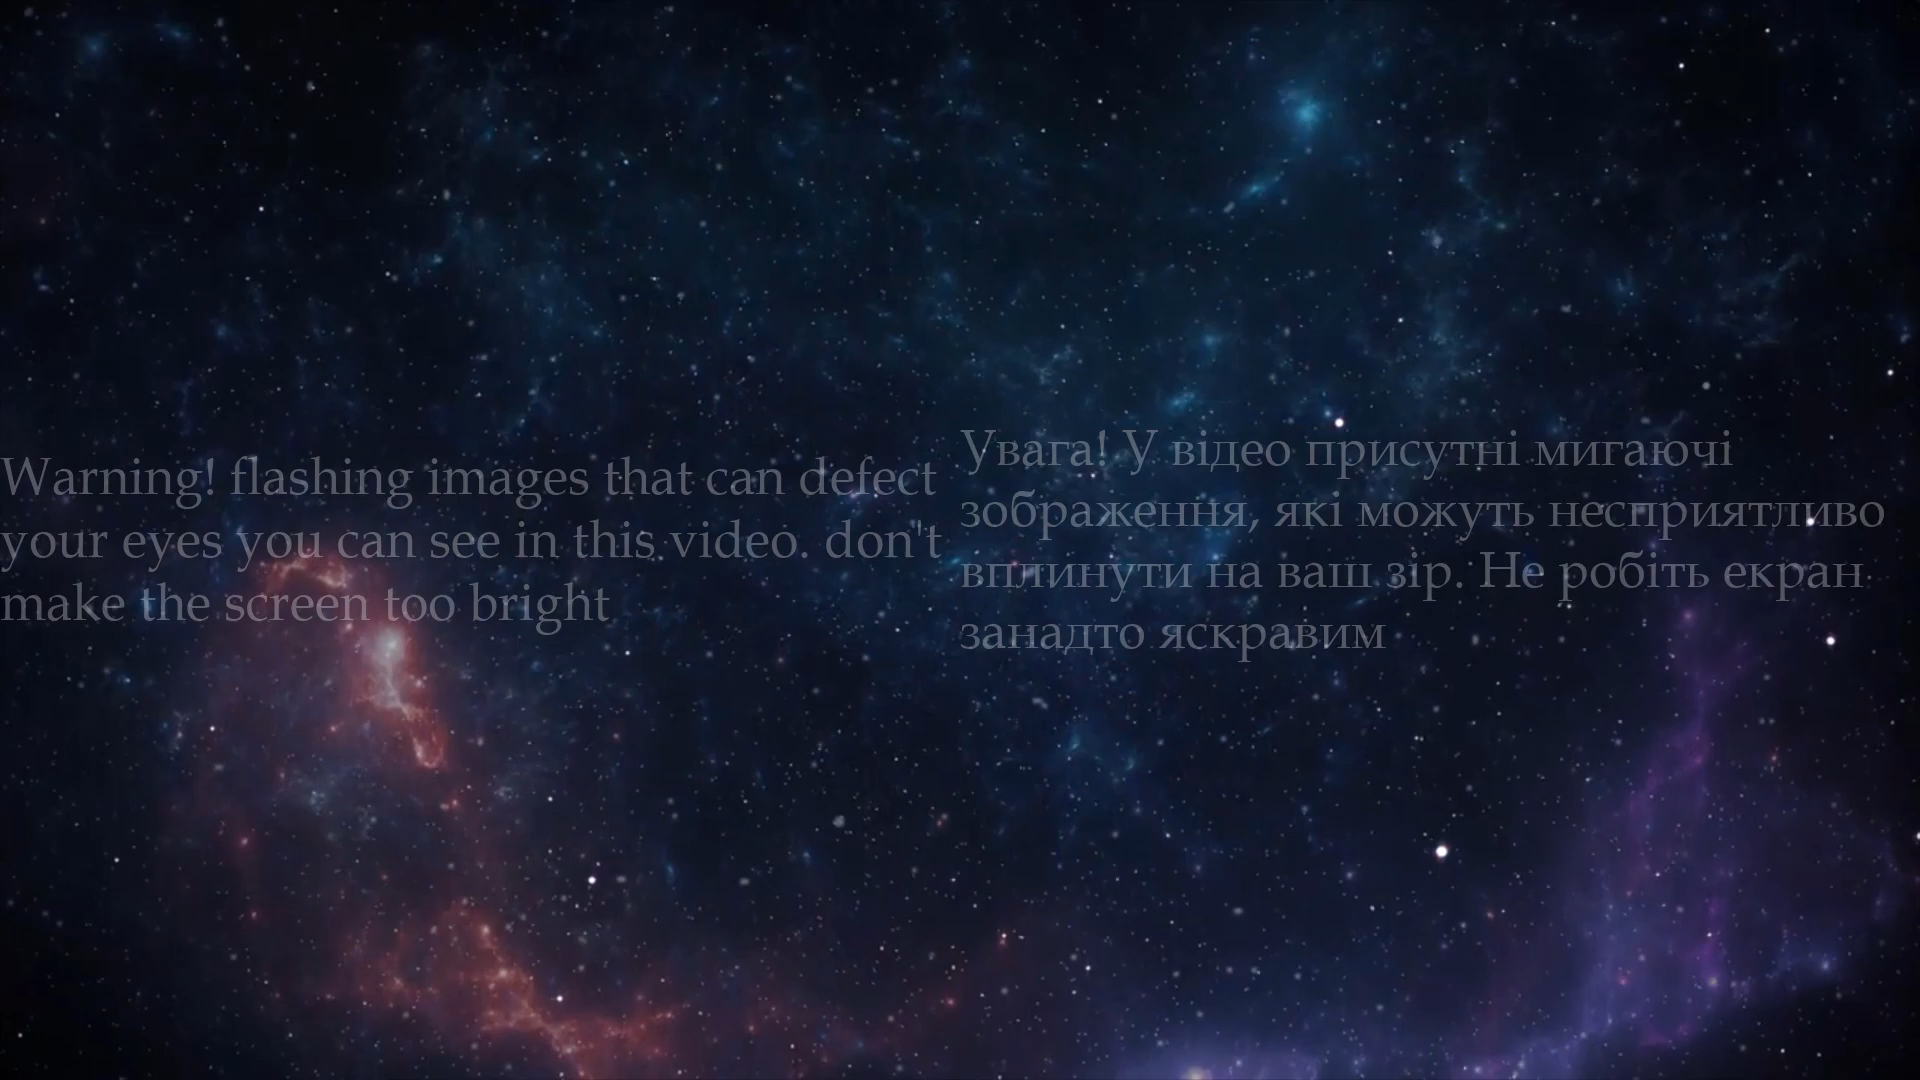 Warning! flashing images that can defect
your eyes you can see in this video. don"t
make the screen too bright
Увага! У відео присутні мигаючі
зображення, які можуть несприятливо
вплинути на ваш зір. Не робіть екран
занадто яскравим